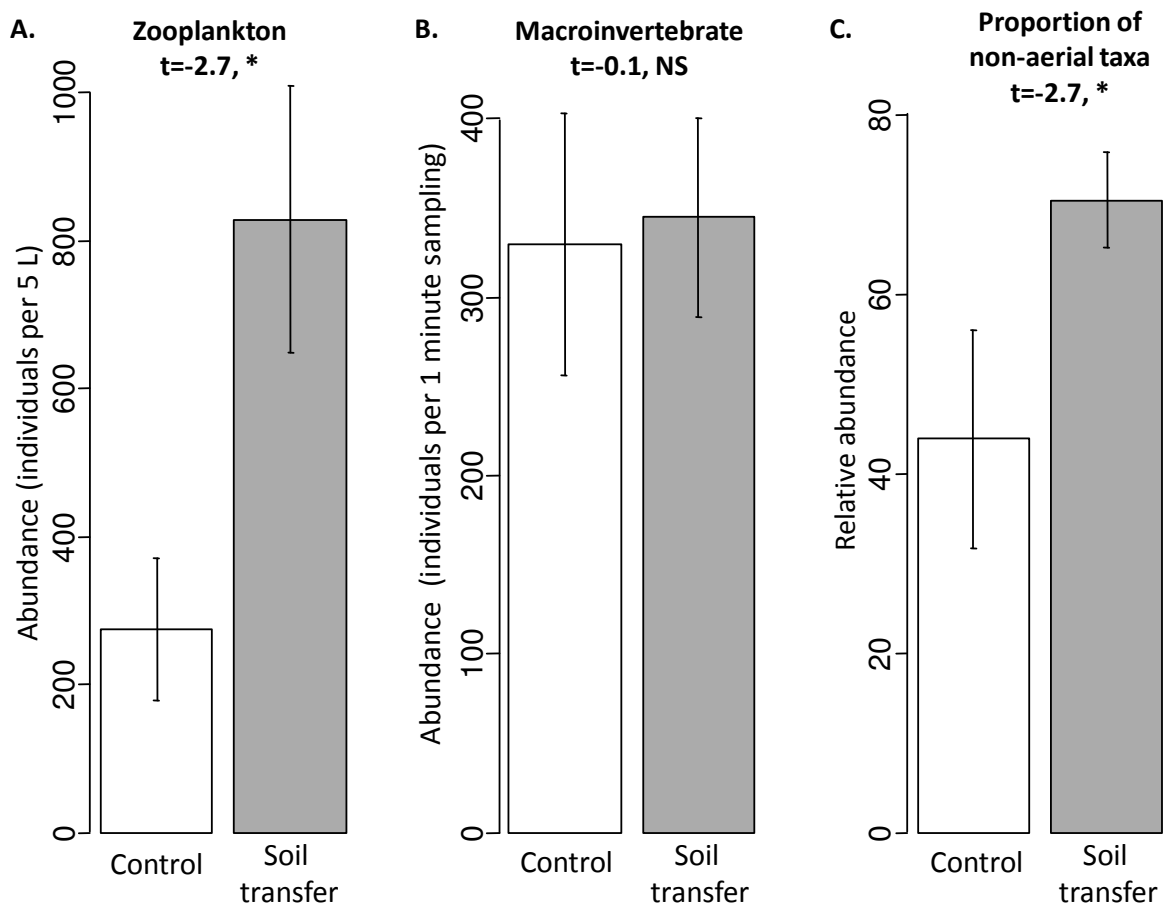 A.
Zooplankton
t=-2.7, *
Abundance (individuals per 5 L)
1000
800
600
400
200
0
Control
Soil
transfer
B.
Macroinvertebrate
t=-0.1, NS
Abundance (individuals per 1 minute sampling)
400
300
200
100
0
Control
Soil
transfer
C.
Proportion of
non-aerial taxa
t=-2.7, *
Relative abundance
80
60
40
20
0
Control
Soil
transfer